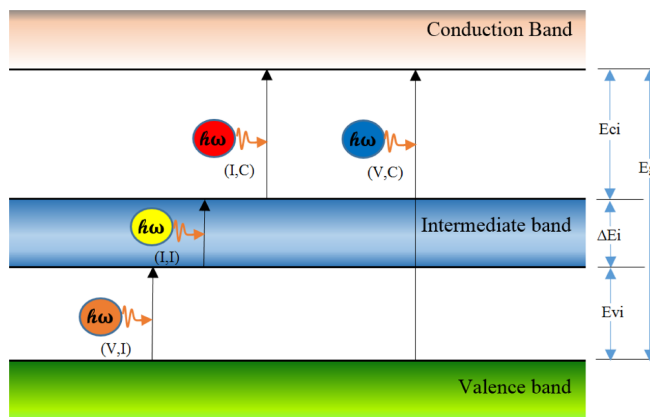 Conduction Band
ħω
ħω
Eci
(I,C)
(V,C)
E
Intermediate band
ħω
ΔEi
(I,I)
ħω
Evi
(V,I)
Valence band